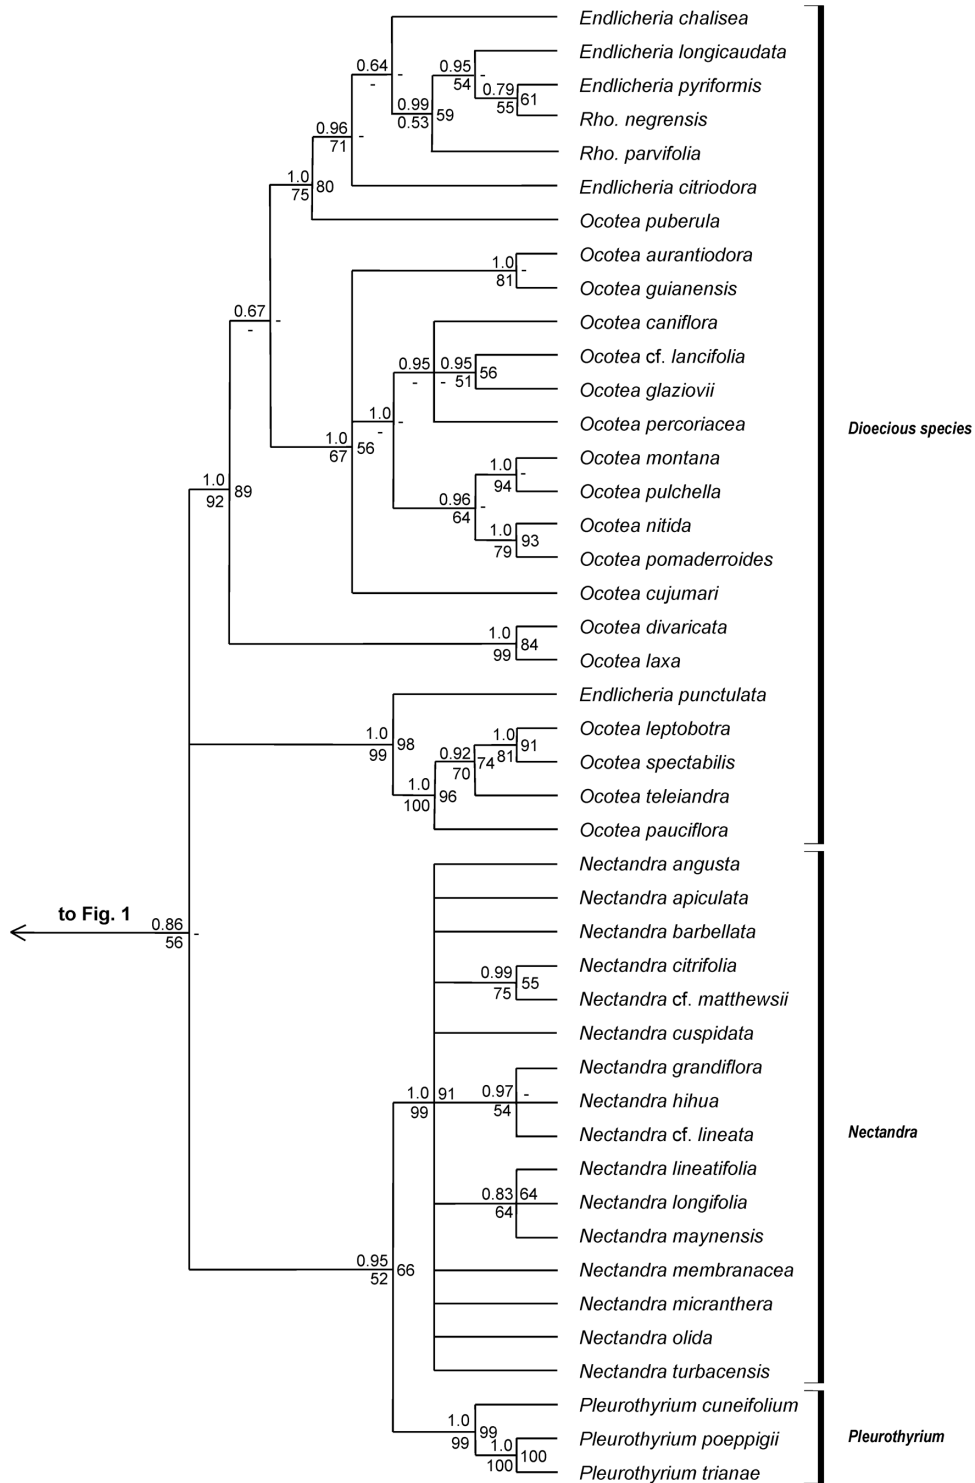 Endlicheria chalisea
Endlicheria longicaudata
0.64
-
-
0.95
54
-
Endlicheria pyriformis
0.79
55
61
0.99
0.53
59
Rho. negrensis
0.96
71
-
Rho. parvifolia
1.0
75
80
Endlicheria citriodora
Ocotea puberula
Ocotea aurantiodora
1.0
81
-
Ocotea guianensis
0.67
-
-
Ocotea caniflora
Ocotea cf. lancifolia
0.95
-
-
0.95
51
56
Ocotea glaziovii
1.0
-
-
Ocotea percoriacea
Dioecious species
1.0
67
56
Ocotea montana
1.0
94
-
1.0
92
89
Ocotea pulchella
0.96
64
-
Ocotea nitida
1.0
79
93
Ocotea pomaderroides
Ocotea cujumari
Ocotea divaricata
1.0
99
84
Ocotea laxa
Endlicheria punctulata
Ocotea leptobotra
1.0
99
98
1.0
81
91
0.92
70
74
Ocotea spectabilis
1.0
100
96
Ocotea teleiandra
Ocotea pauciflora
Nectandra angusta
Nectandra apiculata
to Fig. 1
0.86
56
-
Nectandra barbellata
Nectandra citrifolia
0.99
75
55
Nectandra cf. matthewsii
Nectandra cuspidata
Nectandra grandiflora
1.0
99
91
0.97
54
-
Nectandra hihua
Nectandra cf. lineata
Nectandra
Nectandra lineatifolia
0.83
64
64
Nectandra longifolia
Nectandra maynensis
0.95
52
66
Nectandra membranacea
Nectandra micranthera
Nectandra olida
Nectandra turbacensis
Pleurothyrium cuneifolium
1.0
99
99
Pleurothyrium poeppigii
Pleurothyrium
1.0
100
100
Pleurothyrium trianae